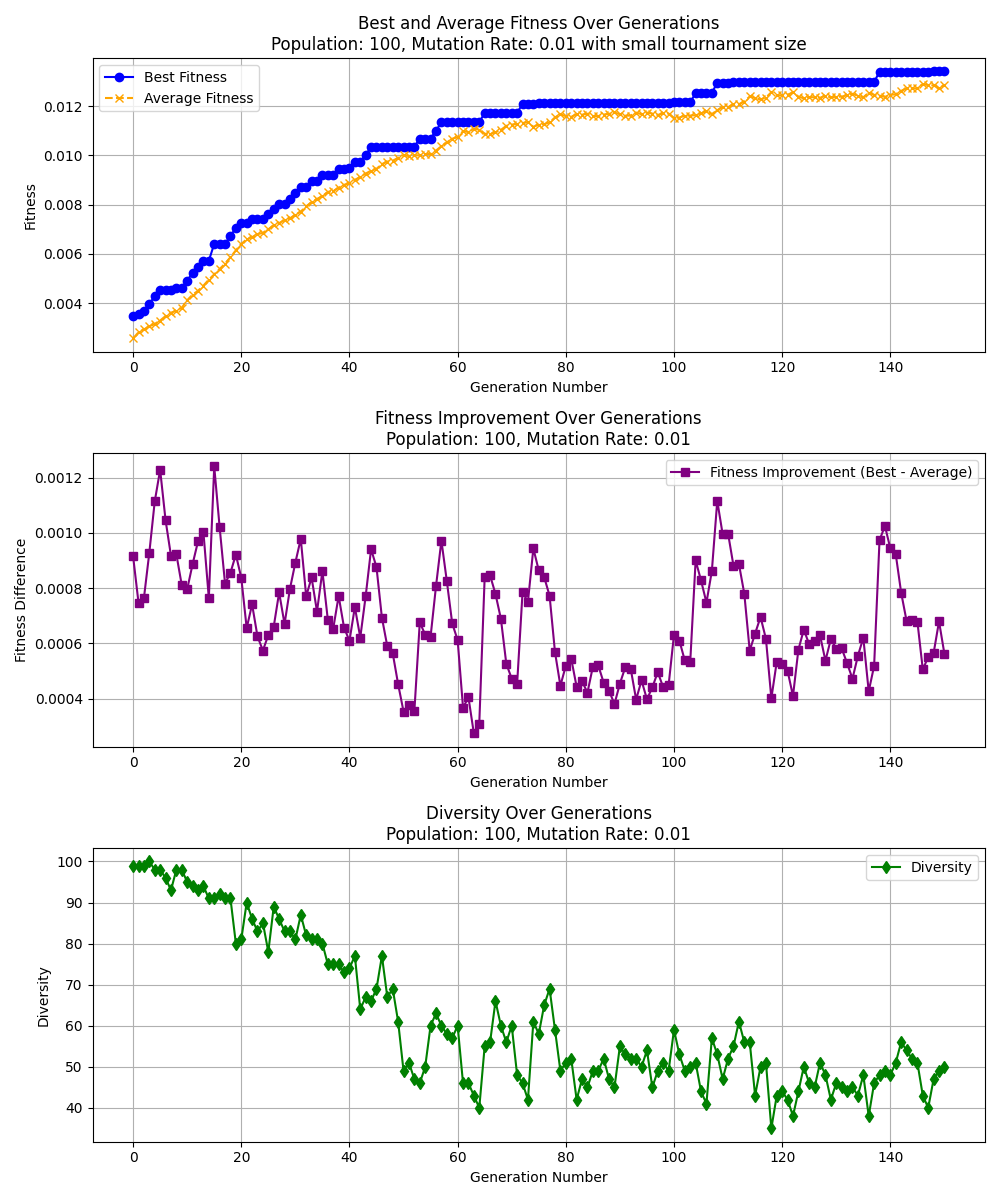 Best and Average Fitness Over Generations
Population: 100, Mutation Rate: 0.01 with small tournament size
Best Fitness
Average Fitness
0.012
0.010
0.008
0.006
0.004
Fitness
0 20 40 60 80 100 120 140
Generation Number
Fitness Improvement Over Generations
Population: 100, Mutation Rate: 0.01
Fitness Improvement (Best - Average)
0.0012
0.0010
0.0008
0.0006
0.0004
Fitness Difference
0 20 40 60 80 100 120 140
Generation Number
Diversity Over Generations
Population: 100, Mutation Rate: 0.01
Diversity
100
90
80
70
60
50
40
Diversity
0 20 40 60 80 100 120 140
Generation Number